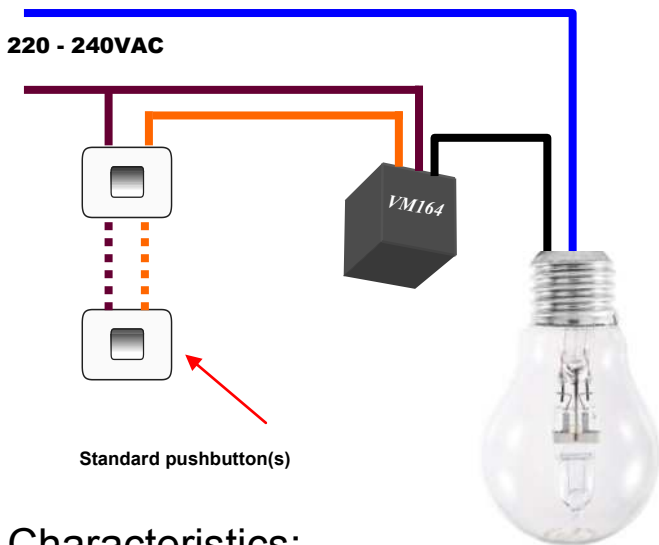 220 - 240VAC
VM164
Standard pushbutton(s)
Characteristics: